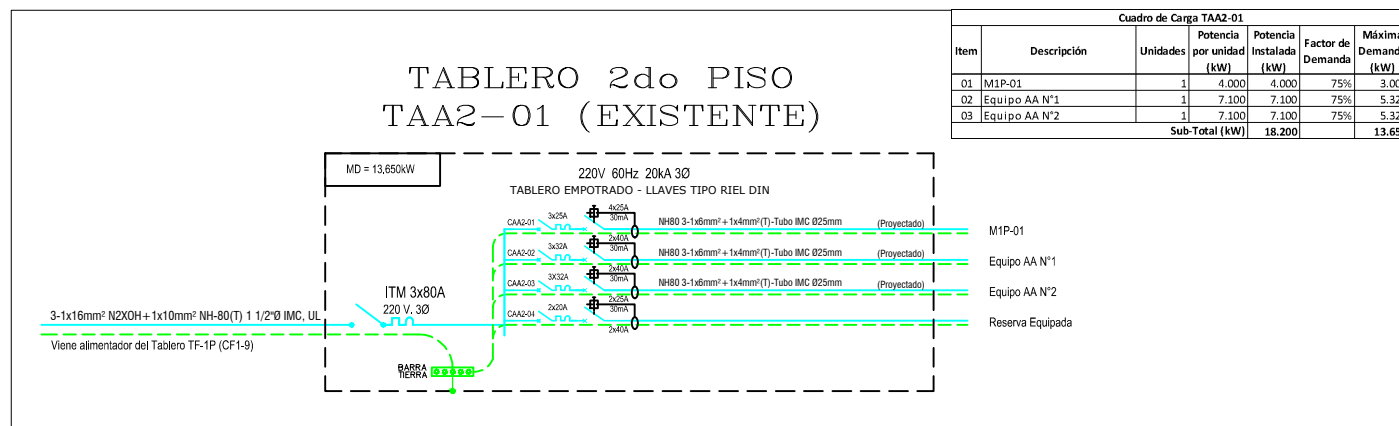 Cuadro de Carga TAA2-01
Item Descripción Unidades Potencia por unidad (kW) Potencia Instalada (kW) Factor de Demanda (kW)
01 M1P-01 1 4.000 4.000 75% 3.00
02 Equipo AA N°1 1 7.100 7.100 75% 5.32
03 Equipo AA N°2 1 7.100 7.100 75% 5.32
Sub-Total (kW) 18.200 13.65
TABLERO 2do PISO
TAA2-01 (EXISTENTE)
MD = 13,650kW
220V 60Hz 20kA 3Ø
TABLERO EMPOTRADO - LLAVES TIPO RIEL DIN
CAA2-01 3x25A 4x25A 30mA NH80 3-1x6mm²+1x4mm²(T)-Tubo IMC Ø25mm (Proyectado) M1P-01
CAA2-02 3x32A 2x40A 30mA NH80 3-1x6mm²+1x4mm²(T)-Tubo IMC Ø25mm (Proyectado) Equipo AA N°1
CAA2-03 3X32A 2x40A 30mA NH80 3-1x6mm²+1x4mm²(T)-Tubo IMC Ø25mm (Proyectado) Equipo AA N°2
CAA2-04 2x20A 2x25A 30mA Reserva Equipada
2x40A
ITM 3x80A
220 V. 3Ø
3-1x16mm² N2XOH+1x10mm² NH-80(T) 1 1/2"Ø IMC, UL
Viene alimentador del Tablero TF-1P (CF1-9)
BARRA
TIERRA